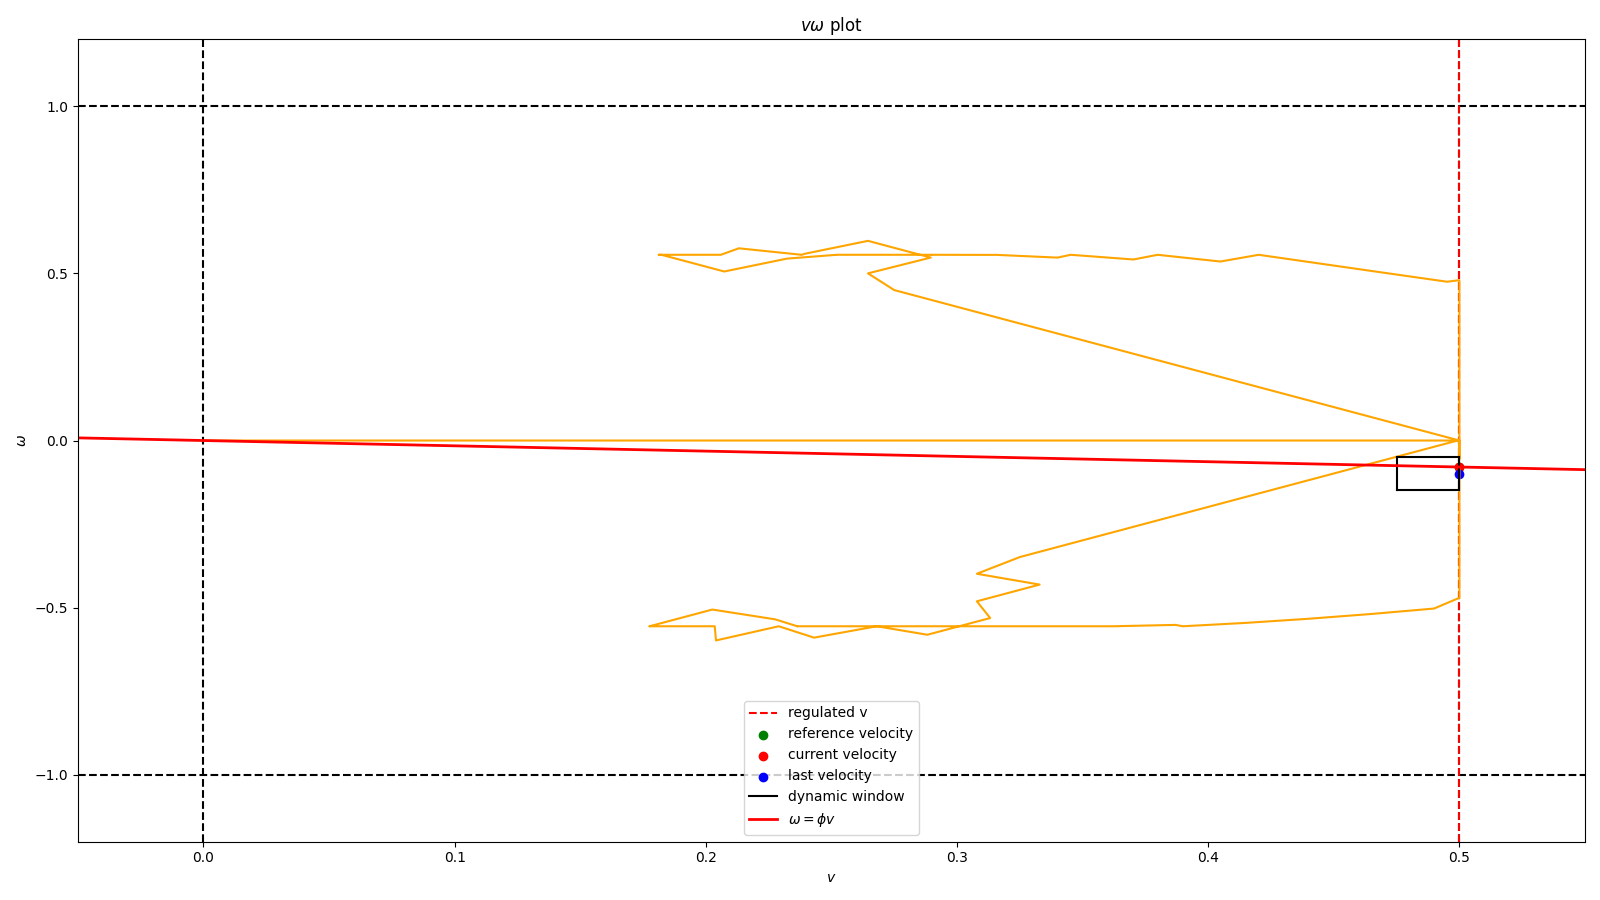 vω plot
1.0
0.5
0.0
−0.5
−1.0
ω
0.0 0.1 0.2 0.3 0.4 0.5
v
regulated v
reference velocity
current velocity
last velocity
dynamic window
ω = ϕv